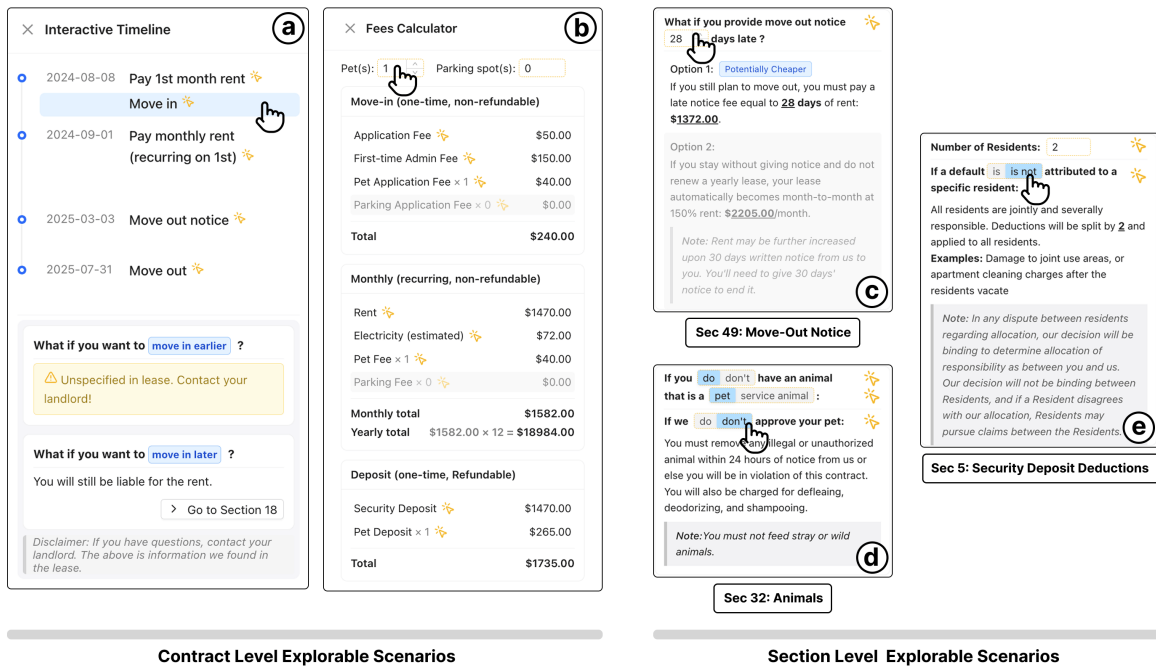 Interactive Timeline
a
2024-08-08 Pay 1st month rent
Move in
2024-09-01 Pay monthly rent
(recurring on 1st)
2025-03-03 Move out notice
2025-07-31 Move out
What if you want to move in earlier ?
Unspecified in lease. Contact your
landlord!
What if you want to move in later ?
You will still be liable for the rent.
Go to Section 18
Disclaimer: If you have questions, contact your
landlord. The above is information we found in
the lease.
Fees Calculator
b
Pet(s): 1 Parking spot(s): 0
Move-in (one-time, non-refundable)
Application Fee $50.00
First-time Admin Fee $150.00
Pet Application Fee × 1 $40.00
Parking Application Fee × 0 $0.00
Total $240.00
Monthly (recurring, non-refundable)
Rent $1470.00
Electricity (estimated) $72.00
Pet Fee × 1 $40.00
Parking Fee × 0 $0.00
Monthly total $1582.00
Yearly total $1582.00 × 12 = $18984.00
Deposit (one-time, Refundable)
Security Deposit $1470.00
Pet Deposit × 1 $265.00
Total $1735.00
Contract Level Explorable Scenarios
What if you provide move out notice
28 days late ?
Option 1: Potentially Cheaper
If you still plan to move out, you must pay a
late notice fee equal to 28 days of rent:
$1372.00.
Option 2:
If you stay without giving notice and do not
renew a yearly lease, your lease
automatically becomes month-to-month at
150% rent: $2205.00/month.
Note: Rent may be further increased
upon 30 days written notice from us to
you. You'll need to give 30 days'
notice to end it.
c
Sec 49: Move-Out Notice
If you do don't have an animal
that is a pet service animal :
If we do don't approve your pet:
You must remove any illegal or unauthorized
animal within 24 hours of notice from us or
else you will be in violation of this contract.
You will also be charged for defleaing,
deodorizing, and shampooing.
Note:You must not feed stray or wild
animals.
d
Sec 32: Animals
Number of Residents: 2
If a default is is not attributed to a
specific resident:
All residents are jointly and severally
responsible. Deductions will be split by 2 and
applied to all residents.
Examples: Damage to joint use areas, or
apartment cleaning charges after the
residents vacate
Note: In any dispute between residents
regarding allocation, our decision will be
binding to determine allocation of
responsibility as between you and us.
Our decision will not be binding between
Residents, and if a Resident disagrees
with our allocation, Residents may
pursue claims between the Residents.
e
Sec 5: Security Deposit Deductions
Section Level Explorable Scenarios